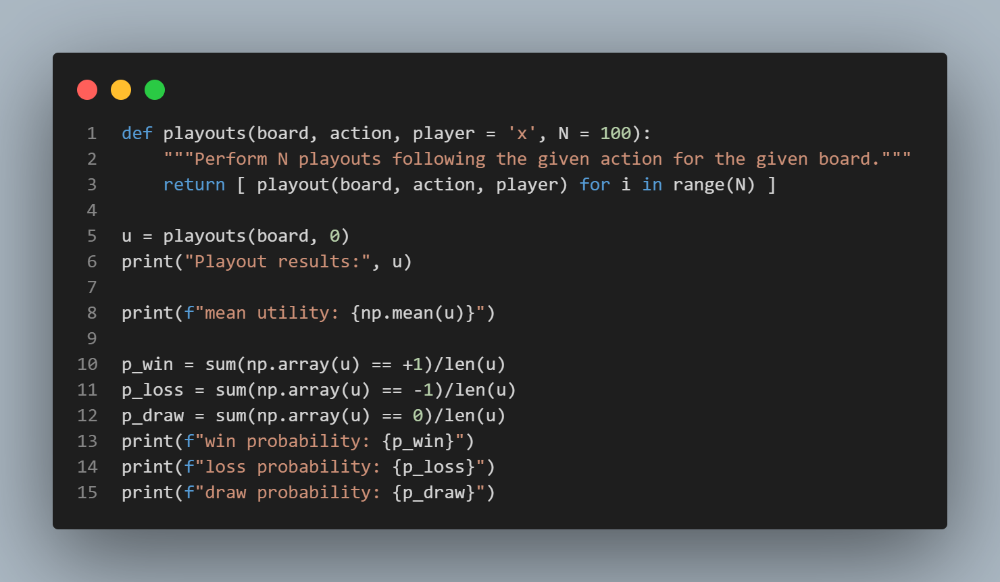 1 def playouts(board, action, player = 'x', N = 100):
2     """Perform N playouts following the given action for the given board."""
3     return [ playout(board, action, player) for i in range(N) ]
4
5 u = playouts(board, 0)
6 print("Playout results:", u)
7
8 print(f"mean utility: {np.mean(u)}")
9
10 p_win = sum(np.array(u) == +1)/len(u)
11 p_loss = sum(np.array(u) == -1)/len(u)
12 p_draw = sum(np.array(u) == 0)/len(u)
13 print(f"win probability: {p_win}")
14 print(f"loss probability: {p_loss}")
15 print(f"draw probability: {p_draw}")